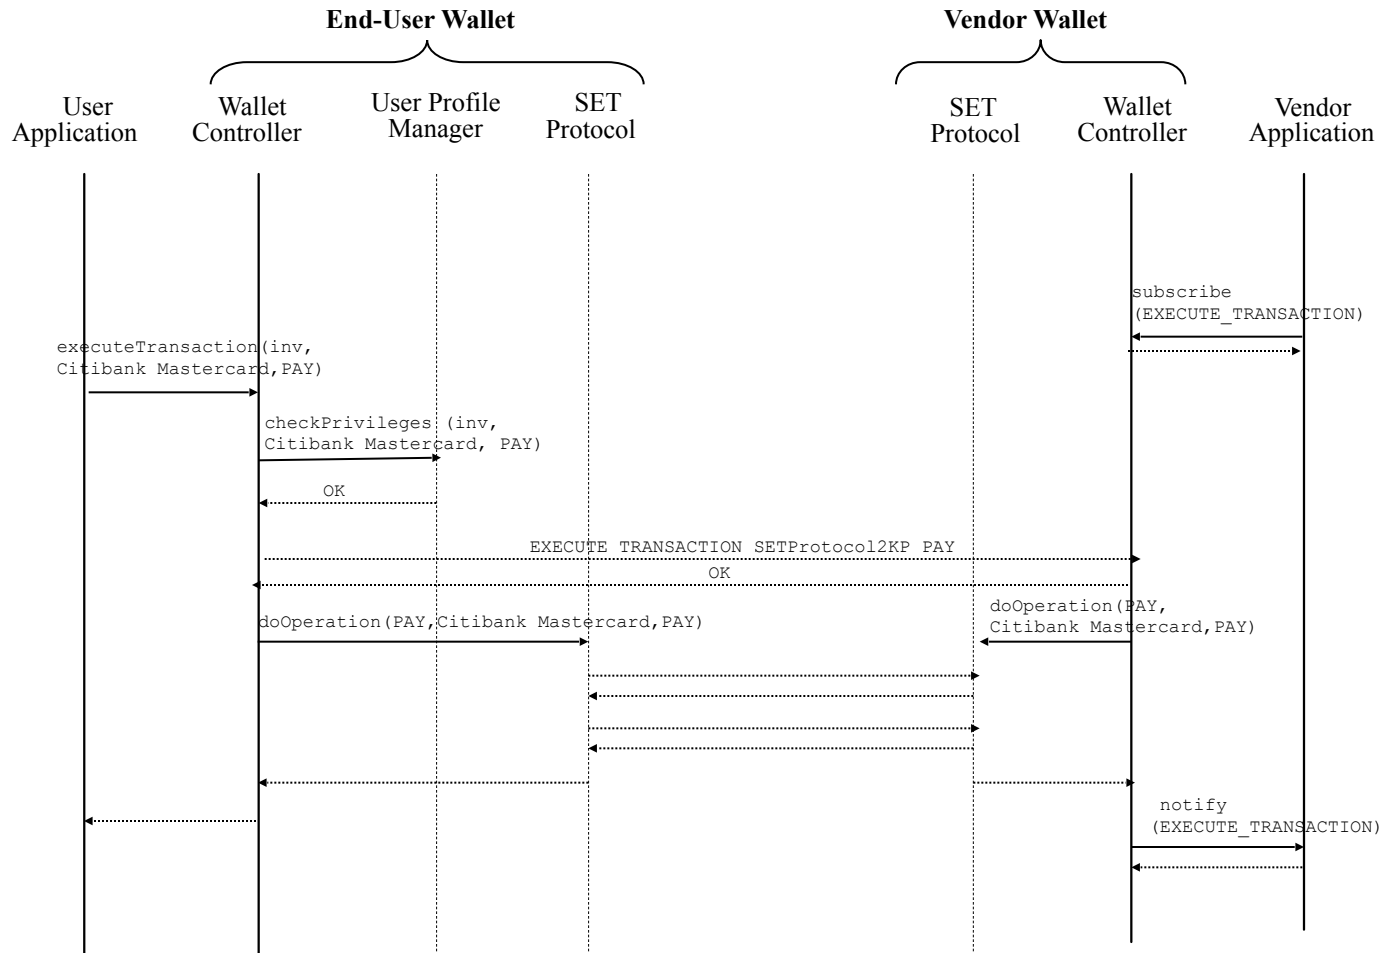 End-User Wallet
Vendor Wallet
User
Application
Wallet
Controller
User Profile
Manager
SET
Protocol
SET
Protocol
Wallet
Controller
Vendor
Application
subscribe
(EXECUTE_TRANSACTION)
executeTransaction(inv,
Citibank Mastercard,PAY)
checkPrivileges (inv,
Citibank Mastercard, PAY)
OK
EXECUTE TRANSACTION SETProtocol2KP PAY
OK
doOperation(PAY,Citibank Mastercard,PAY)
doOperation(PAY,
Citibank Mastercard,PAY)
notify
(EXECUTE_TRANSACTION)